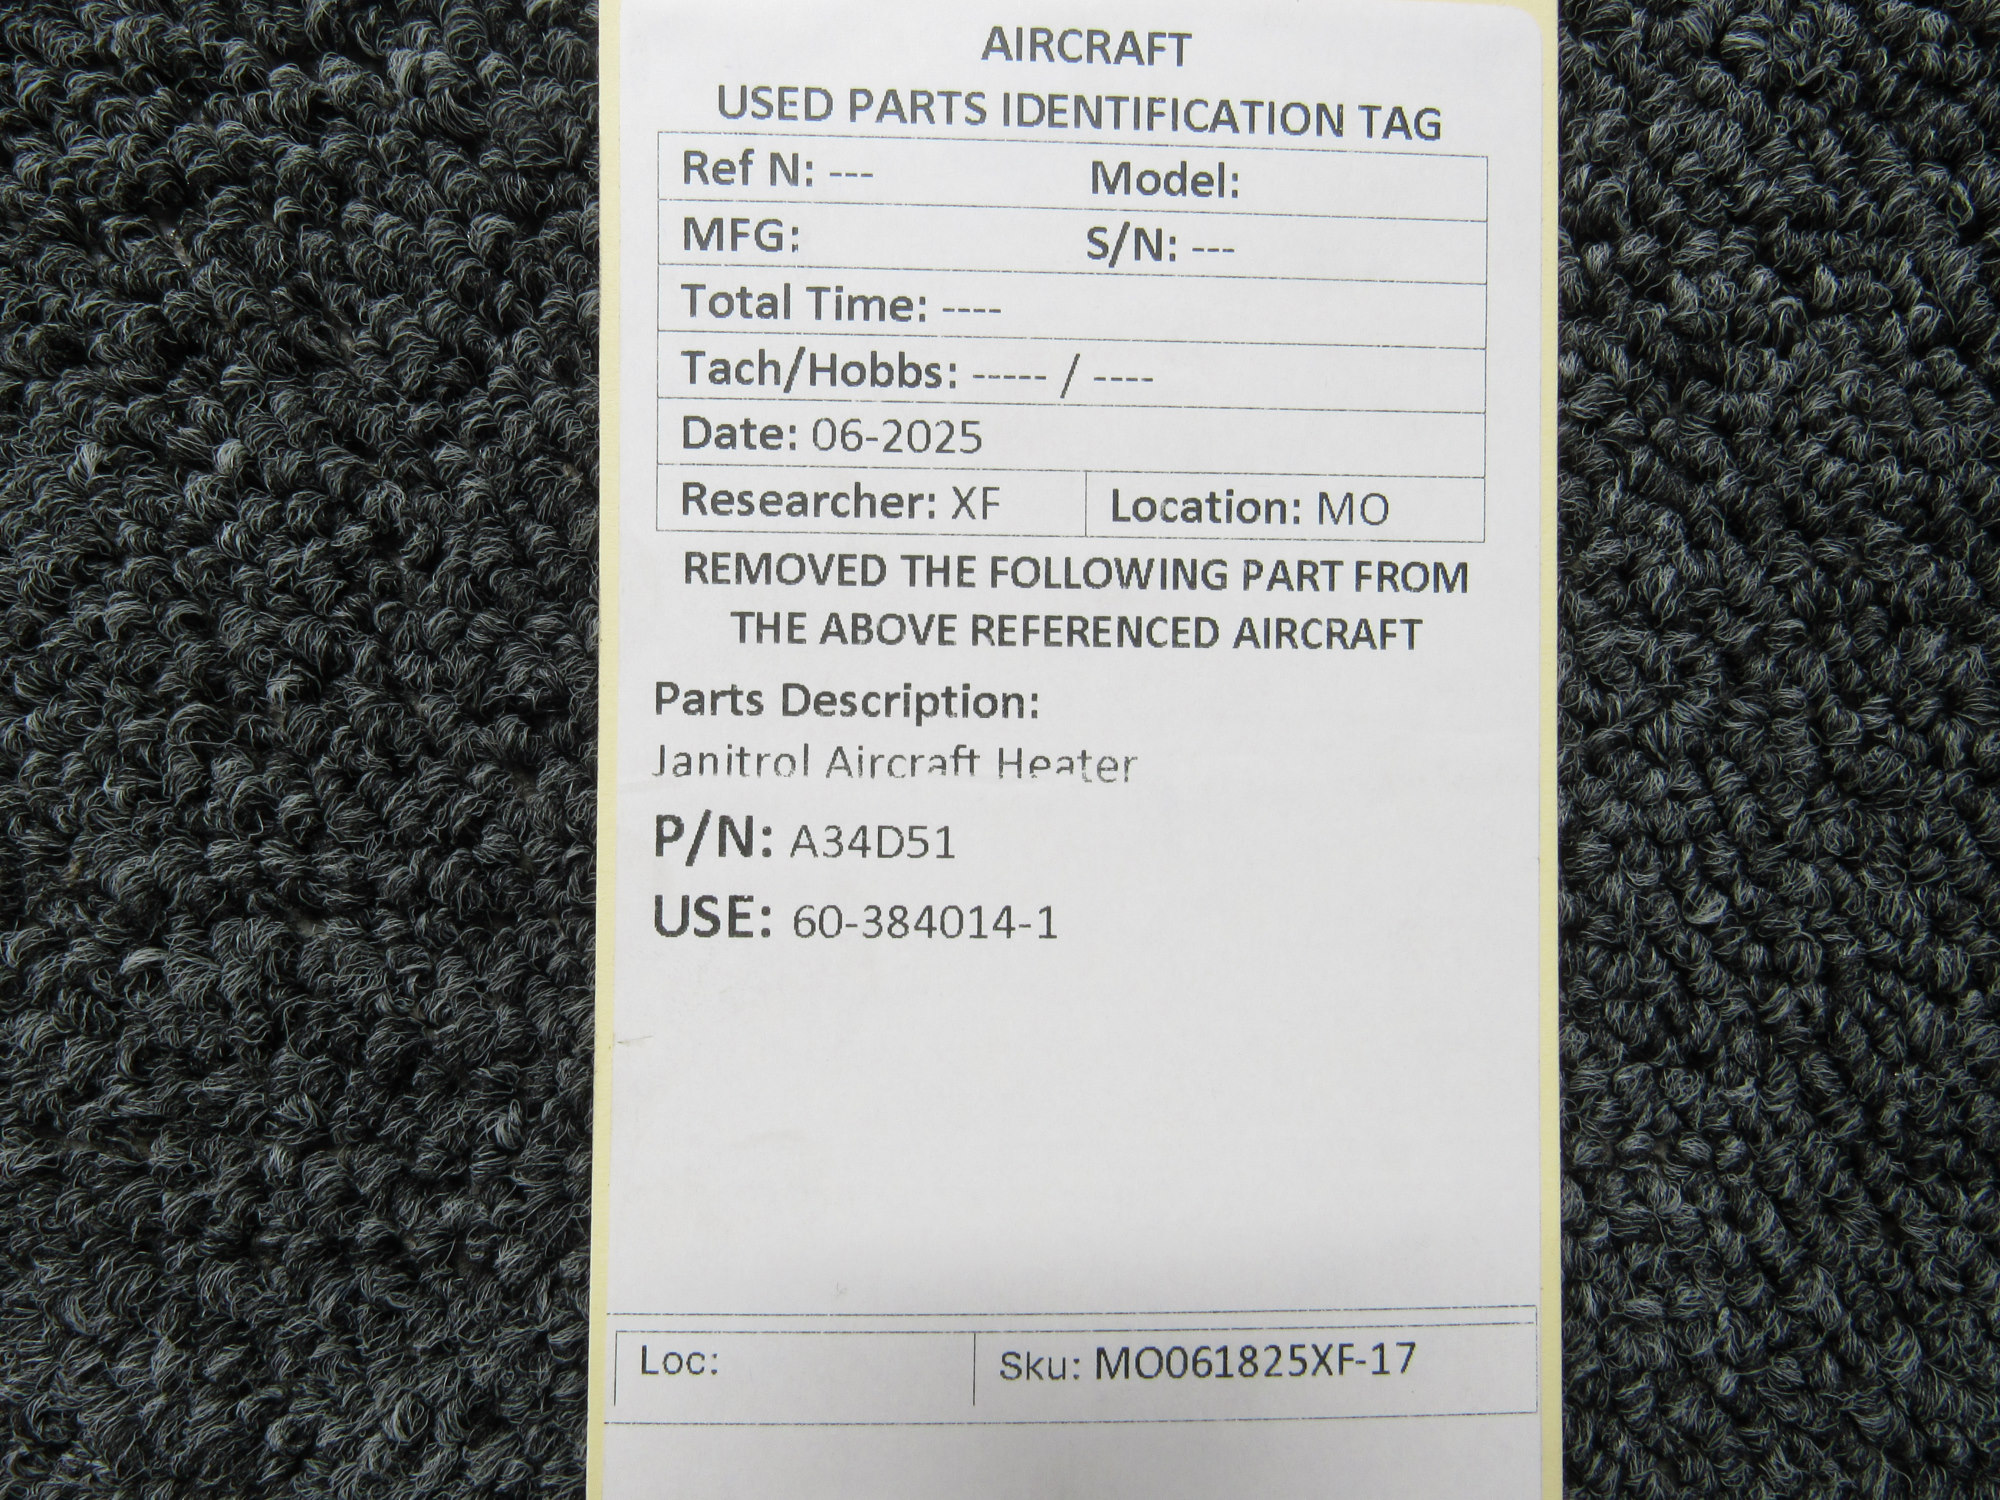 AIRCRAFT
USED PARTS IDENTIFICATION TAG
Ref N: --- Model:
MFG: S/N: ---
Total Time: ----
Tach/Hobbs: ----- / ----
Date: 06-2025
Researcher: XF Location: MO
REMOVED THE FOLLOWING PART FROM
THE ABOVE REFERENCED AIRCRAFT
Parts Description:
Janitrol Aircraft Heater
P/N: A34D51
USE: 60-384014-1
Loc: Sku: MO061825XF-17